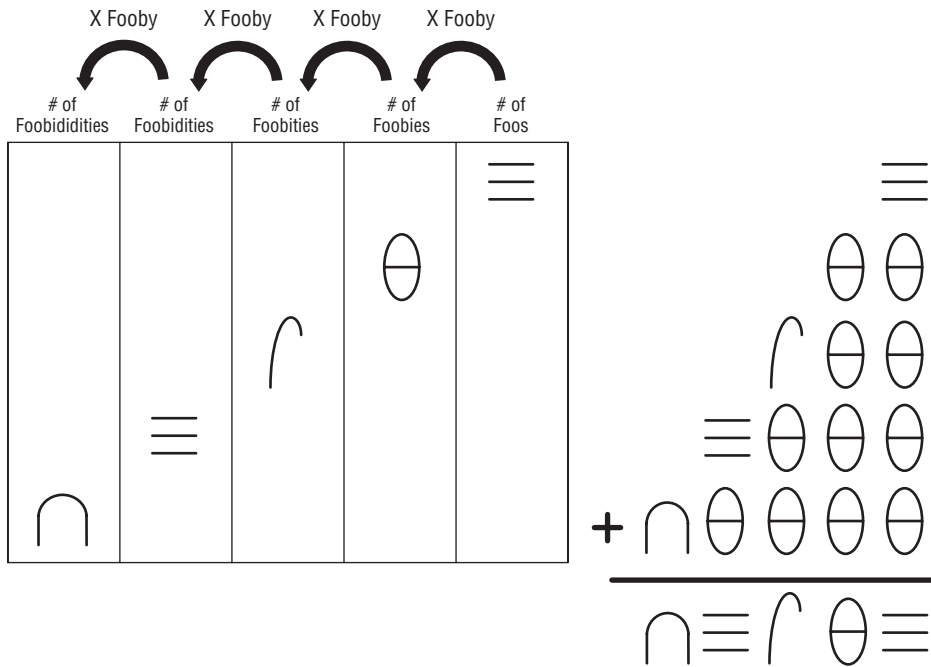 X Fooby X Fooby X Fooby X Fooby
# of # of # of # of # of
Foobididities Foobidities Foobities Foobies Foos
+